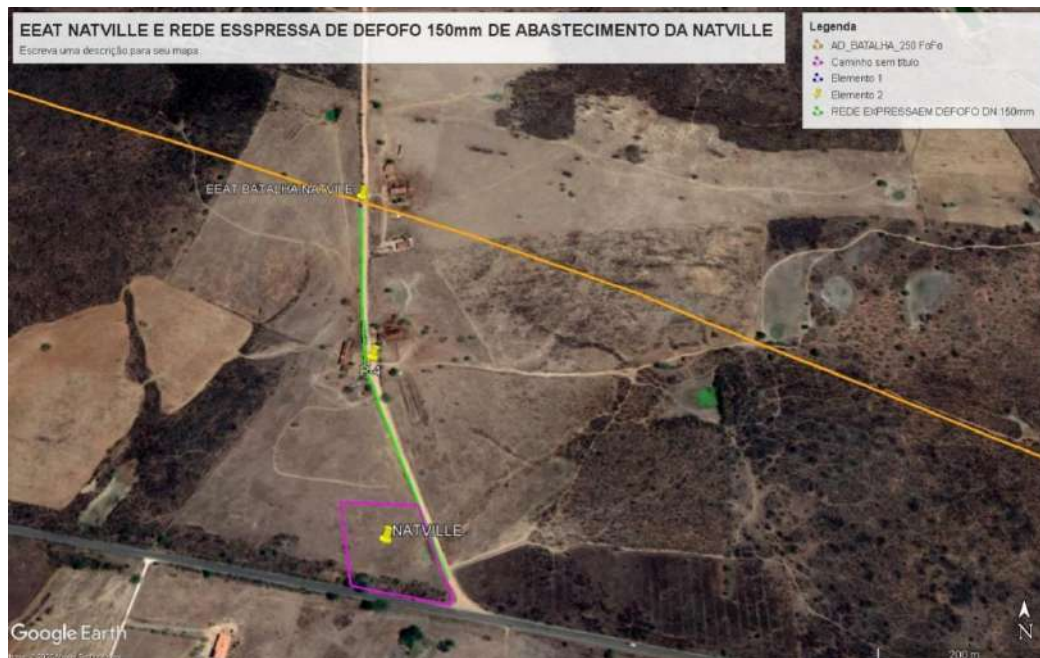 EEAT NATVILLE E REDE ESSPRESSA DE DEFOFO 150mm DE ABASTECIMENTO DA NATVILLE
Escreva uma descrição para seu mapa.
Legenda
AD_BATALHA_250 FoFo
Caminho sem título
Elemento 1
Elemento 2
REDE EXPRESSAEM DEFOFO DN 150mm
EEAT BATALHA NATVILE
NATVILLE
Google Earth
N
200 m